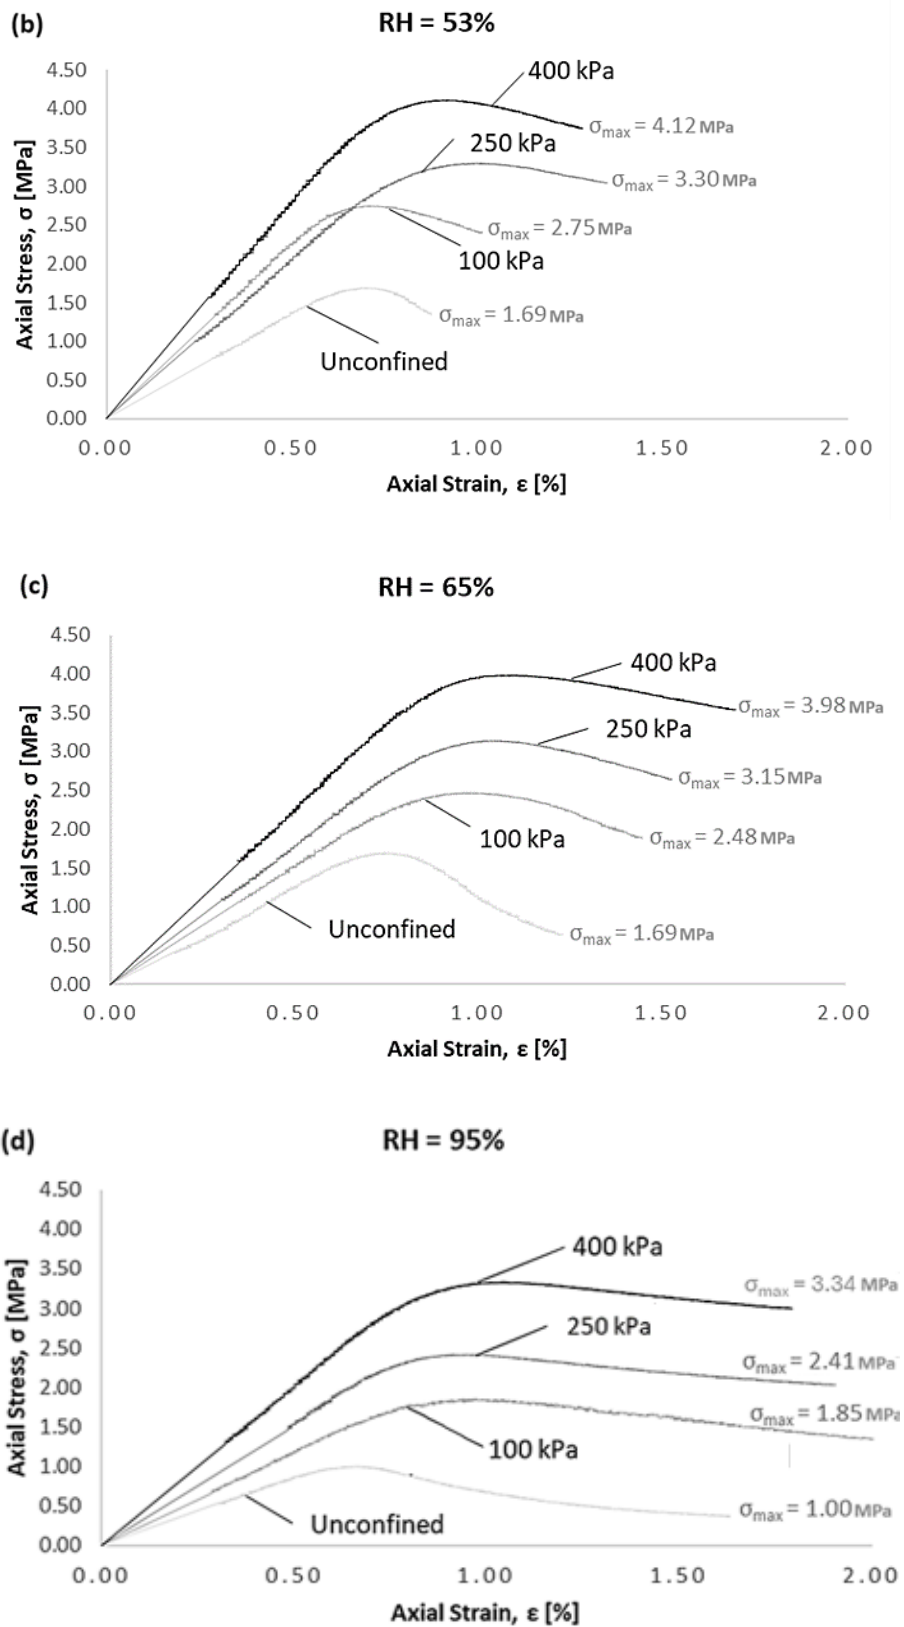 (b)
RH = 53%
4.50
4.00
3.50
3.00
2.50
2.00
1.50
1.00
0.50
0.00
Axial Stress, σ [MPa]
400 kPa
σmax = 4.12 MPa
250 kPa
σmax = 3.30 MPa
σmax = 2.75 MPa
100 kPa
σmax = 1.69 MPa
Unconfined
0.00 0.50 1.00 1.50 2.00
Axial Strain, ε [%]
(c)
RH = 65%
4.50
4.00
3.50
3.00
2.50
2.00
1.50
1.00
0.50
0.00
Axial Stress, σ [MPa]
400 kPa
σmax = 3.98 MPa
250 kPa
σmax = 3.15 MPa
100 kPa
σmax = 2.48 MPa
Unconfined
σmax = 1.69 MPa
0.00 0.50 1.00 1.50 2.00
Axial Strain, ε [%]
(d)
RH = 95%
4.50
4.00
3.50
3.00
2.50
2.00
1.50
1.00
0.50
0.00
Axial Stress, σ [MPa]
400 kPa
σmax = 3.34 MPa
250 kPa
σmax = 2.41 MPa
σmax = 1.85 MPa
100 kPa
σmax = 1.00 MPa
Unconfined
0.00 0.50 1.00 1.50 2.00
Axial Strain, ε [%]